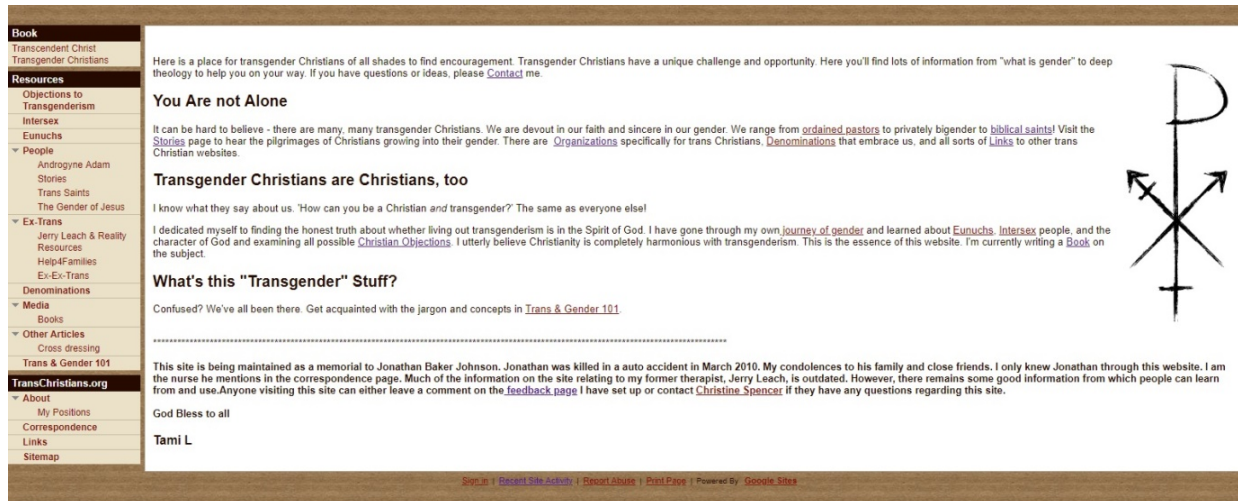 Book
Transcendent Christ
Transgender Christians
Resources
Objections to
Transgenderism
Intersex
Eunuchs
People
Androgyne Adam
Stories
Trans Saints
The Gender of Jesus
Ex-Trans
Jerry Leach & Reality
Resources
Help4Families
Ex-Ex-Trans
Denominations
Media
Books
Other Articles
Cross dressing
Trans & Gender 101
TransChristians.org
About
My Positions
Correspondence
Links
Sitemap
Here is a place for transgender Christians of all shades to find encouragement. Transgender Christians have a unique challenge and opportunity. Here you'll find lots of information from "what is gender" to deep
theology to help you on your way. If you have questions or ideas, please Contact me.
You Are not Alone
It can be hard to believe - there are many, many transgender Christians. We are devout in our faith and sincere in our gender. We range from ordained pastors to privately bigender to biblical saints! Visit the
Stories page to hear the pilgrimages of Christians growing into their gender. There are Organizations specifically for trans Christians, Denominations that embrace us, and all sorts of Links to other trans
Christian websites.
Transgender Christians are Christians, too
I know what they say about us. 'How can you be a Christian and transgender?' The same as everyone else!
I dedicated myself to finding the honest truth about whether living out transgenderism is in the Spirit of God. I have gone through my own journey of gender and learned about Eunuchs, Intersex people, and the
character of God and examining all possible Christian Objections. I utterly believe Christianity is completely harmonious with transgenderism. This is the essence of this website. I'm currently writing a Book on
the subject.
What's this "Transgender" Stuff?
Confused? We've all been there. Get acquainted with the jargon and concepts in Trans & Gender 101.
This site is being maintained as a memorial to Jonathan Baker Johnson. Jonathan was killed in a auto accident in March 2010. My condolences to his family and close friends. I only knew Jonathan through this website. I am
the nurse he mentions in the correspondence page. Much of the information on the site relating to my former therapist, Jerry Leach, is outdated. However, there remains some good information from which people can learn
from and use.Anyone visiting this site can either leave a comment on the feedback page I have set up or contact Christine Spencer if they have any questions regarding this site.
God Bless to all
Tami L
Sign in | Recent Site Activity | Report Abuse | Print Page | Powered By Google Sites